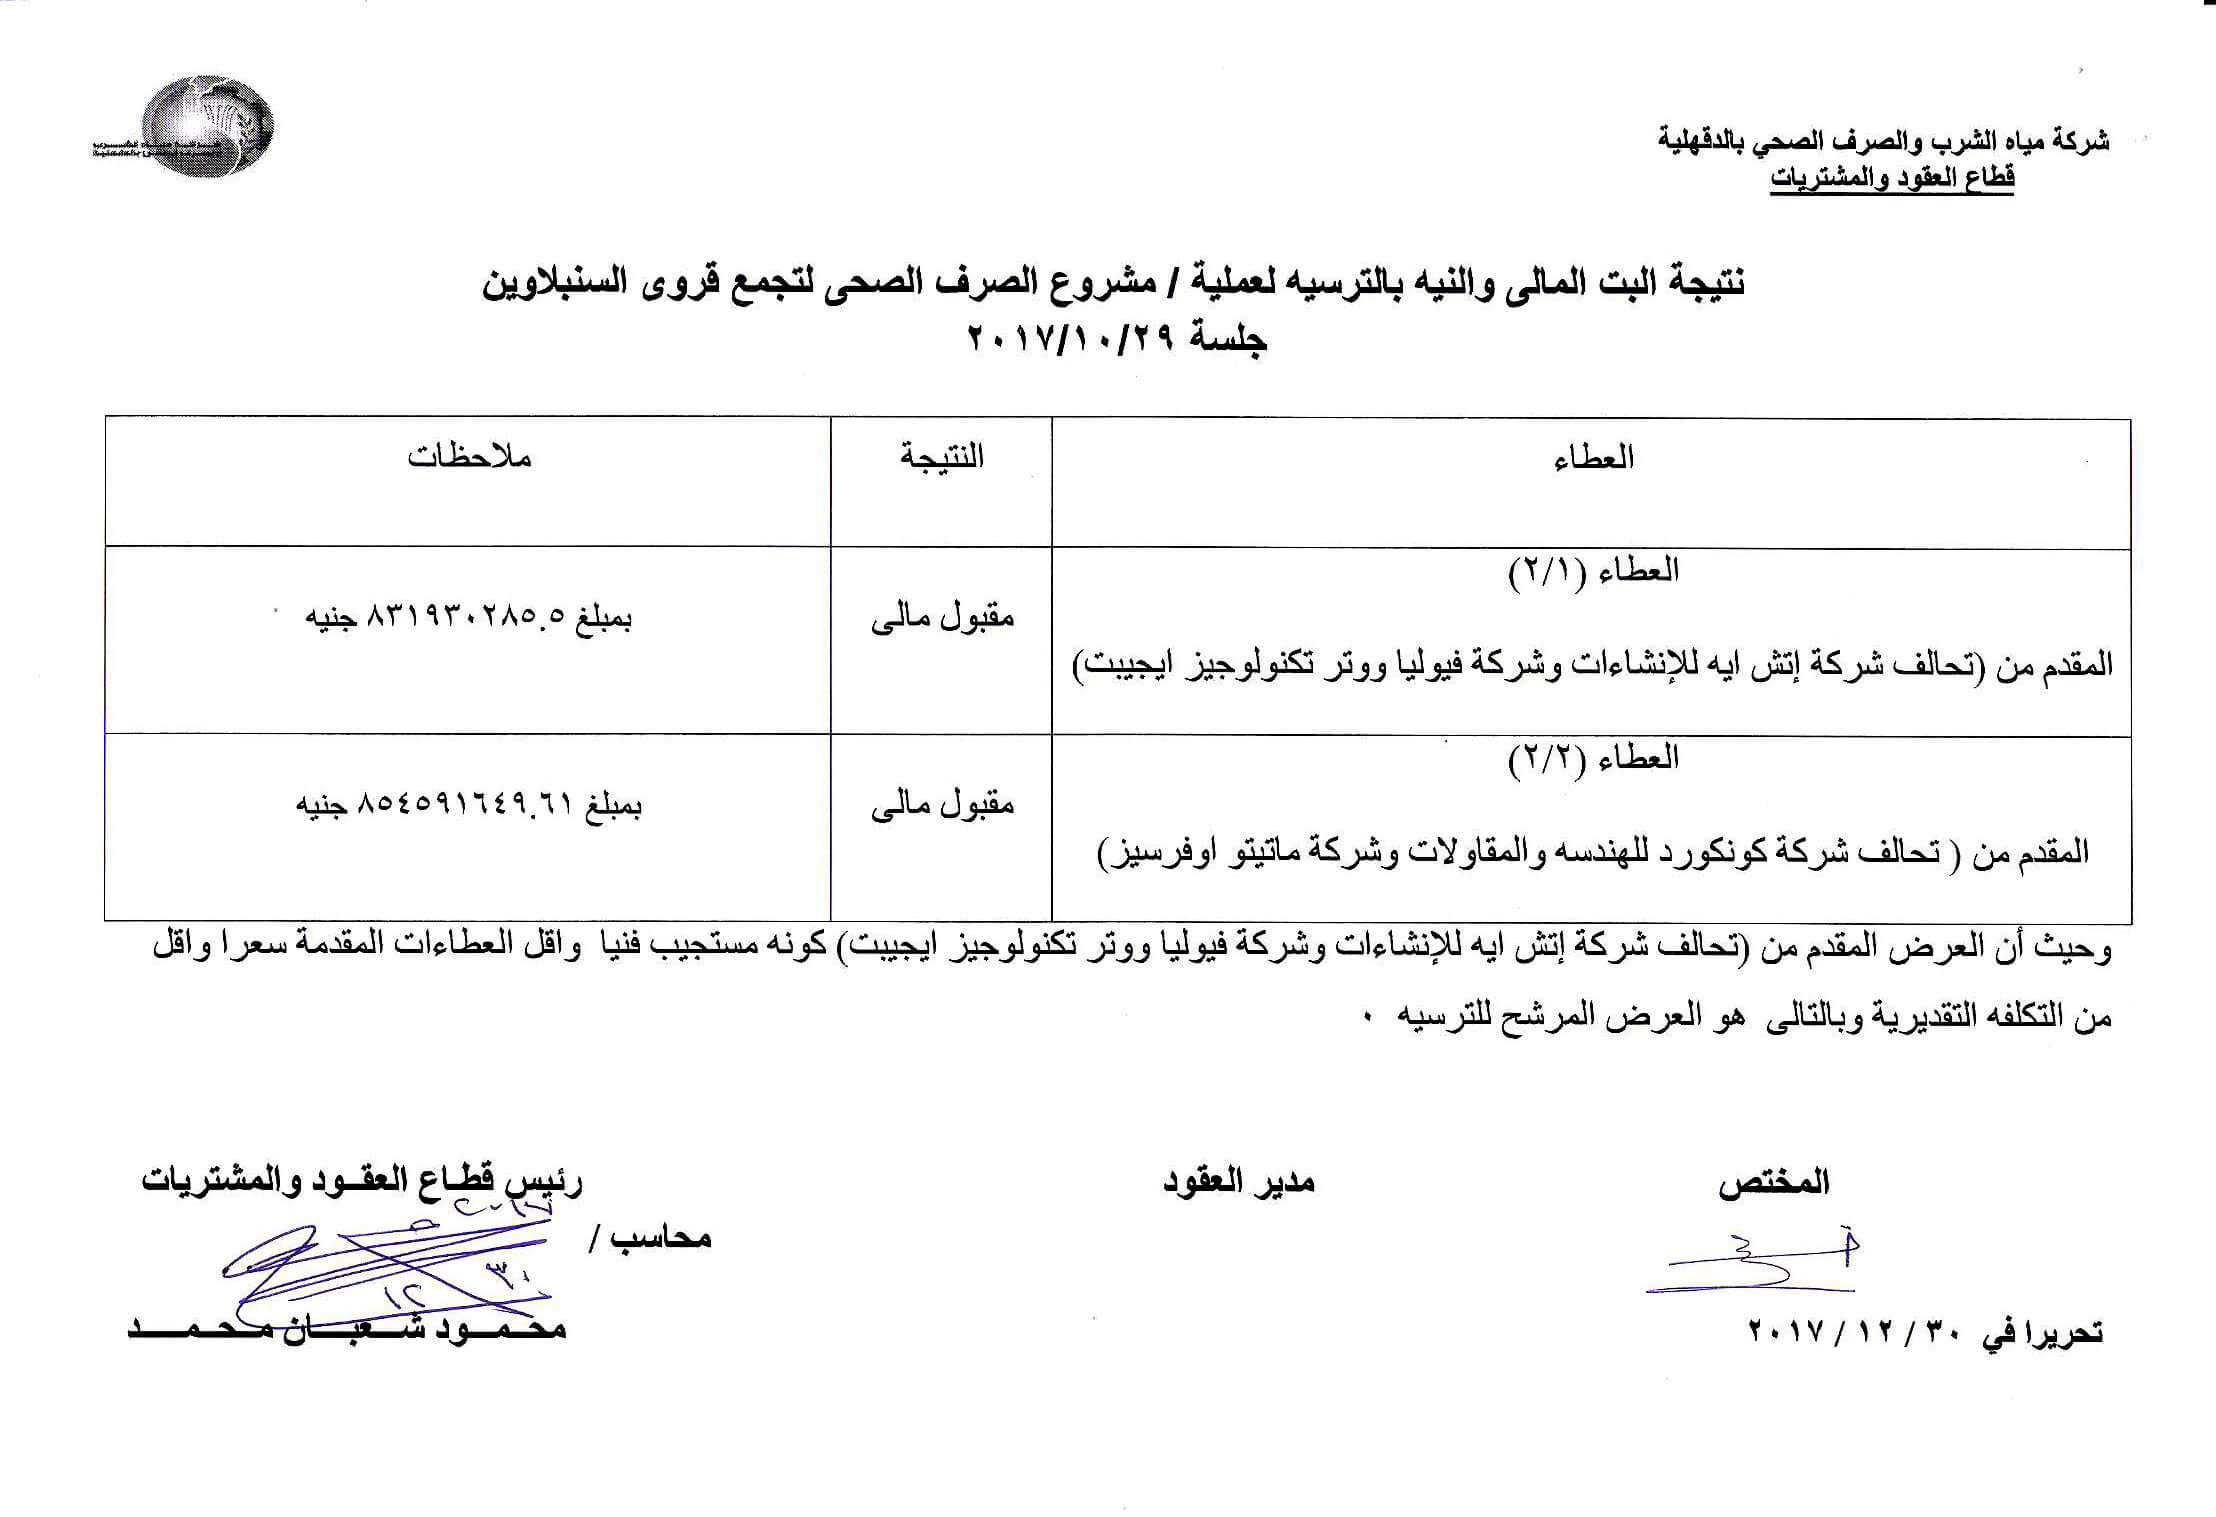 شركة مياه الشرب والصرف الصحي بالدقهلية
قطاع العقود والمشتريات
نتيجة البت المالى والنيه بالترسيه لعملية / مشروع الصرف الصحى لتجمع قروى السنبلاوين
جلسة ٢٠١٧/١٠/٢٩
العطاء النتيجة ملاحظات
العطاء (٢/١)
المقدم من (تحالف شركة إتش ايه للإنشاءات وشركة فيوليا ووتر تكنولوجيز ايجيبت)
مقبول مالى
بمبلغ ٨٣١٩٣٠٢٨٥.٥ جنيه
العطاء (٢/٢)
المقدم من ( تحالف شركة كونكورد للهندسه والمقاولات وشركة ماتيتو اوفرسيز)
مقبول مالى
بمبلغ ٨٥٤٥٩١٦٤٩.٦١ جنيه
وحيث أن العرض المقدم من (تحالف شركة إتش ايه للإنشاءات وشركة فيوليا ووتر تكنولوجيز ايجيبت) كونه مستجيب فنيا واقل العطاءات المقدمة سعرا واقل
من التكلفه التقديرية وبالتالى هو العرض المرشح للترسيه ٠
المختص
مدير العقود
رئيس قطاع العقود والمشتريات
محاسب /
محمود شعبان محمد
تحريرا في ٣٠ / ١٢ / ٢٠١٧